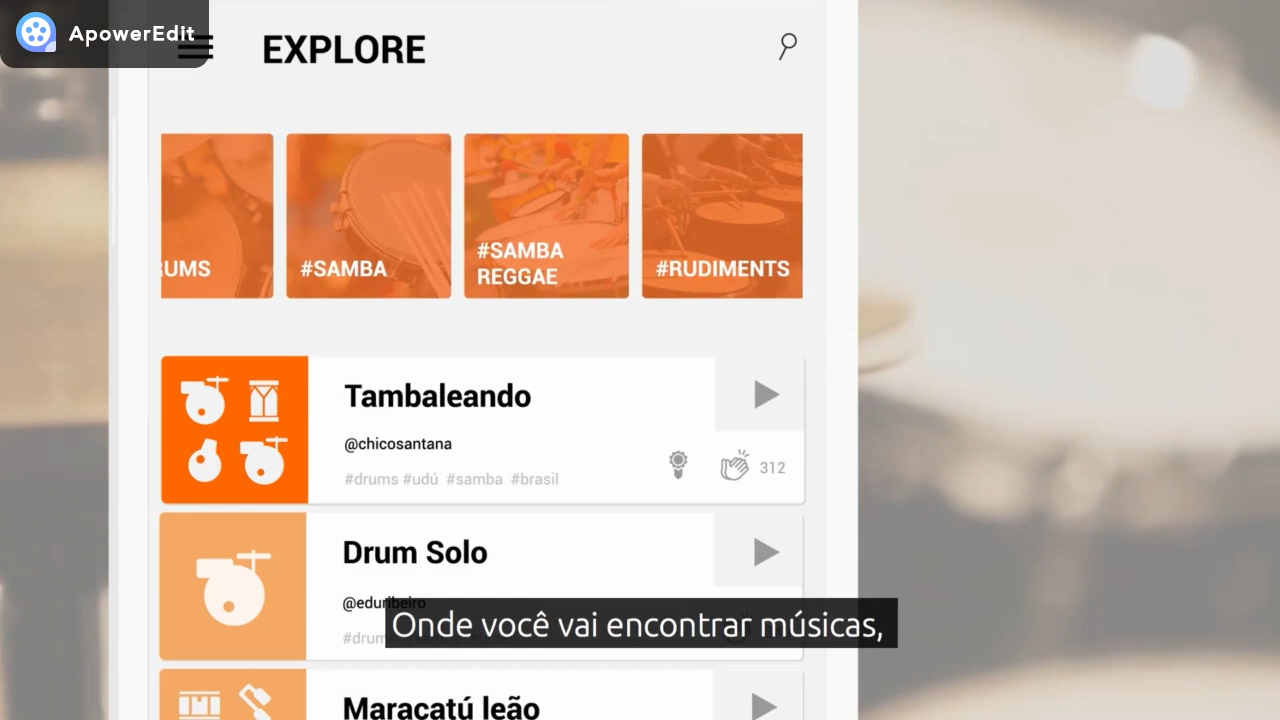 ApowerEdit
EXPLORE
#SAMBA
#SAMBA
REGGAE
#RUDIMENTS
Tambaleando
@chicosantana
#drums #udú #samba #brasil
312
Drum Solo
@eduribeiro
Onde você vai encontrar músicas,
Maracatú leão